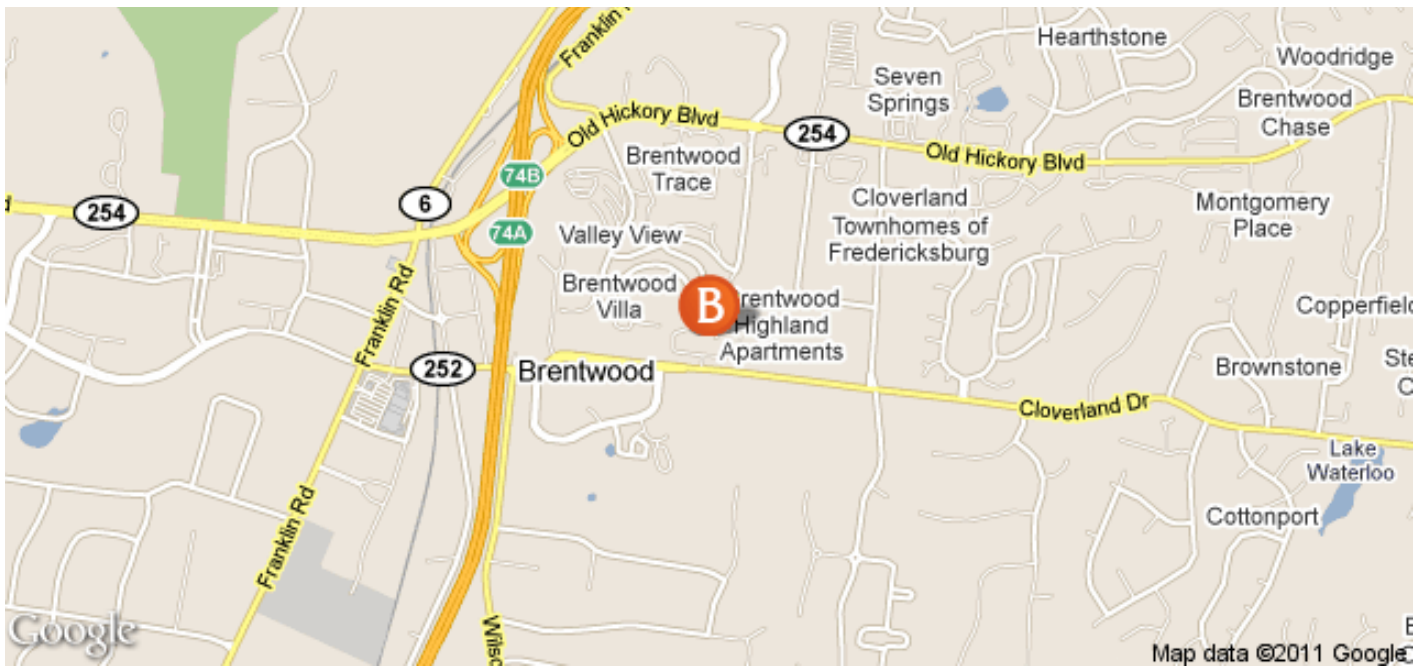 Hearthstone
Woodridge
Franklin
Seven
Springs
Brentwood
Chase
Old Hickory Blvd
254
Old Hickory Blvd
Brentwood
Trace
74B
6
254
Cloverland
Townhomes of
Fredericksburg
Montgomery
Place
74A
Valley View
Brentwood
Villa
B
Brentwood
Highland
Apartments
Copperfield
Franklin Rd
252
Brentwood
Brownstone
Cloverland Dr
Lake
Waterloo
Cottonport
Franklin Rd
Google
Map data ©2011 Google